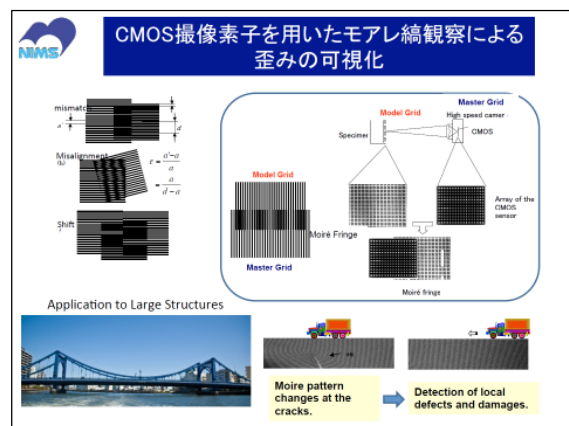 NIMS
CMOS撮像素子を用いたモアレ縞観察による
歪みの可視化
mismatch
d
Misalignment
Shift
Model Grid
Master Grid
Moiré Fringe
Model Grid
Master Grid
High speed camer
Specimen
CMOS
Array of the
CMOS
sensor
Moiré fringe
Application to Large Structures
Moire pattern
changes at the
cracks.
Detection of local
defects and damages.